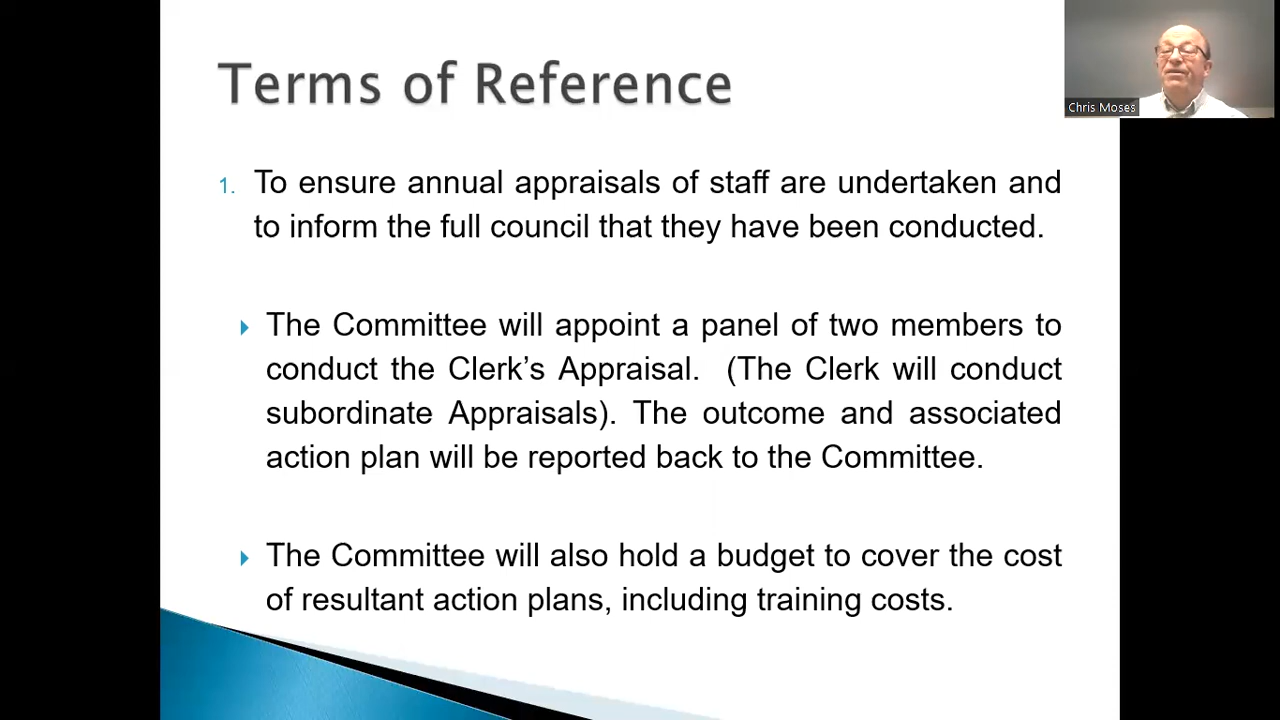 Terms of Reference
Chris Moses
1. To ensure annual appraisals of staff are undertaken and
to inform the full council that they have been conducted.
The Committee will appoint a panel of two members to
conduct the Clerk’s Appraisal. (The Clerk will conduct
subordinate Appraisals). The outcome and associated
action plan will be reported back to the Committee.
The Committee will also hold a budget to cover the cost
of resultant action plans, including training costs.